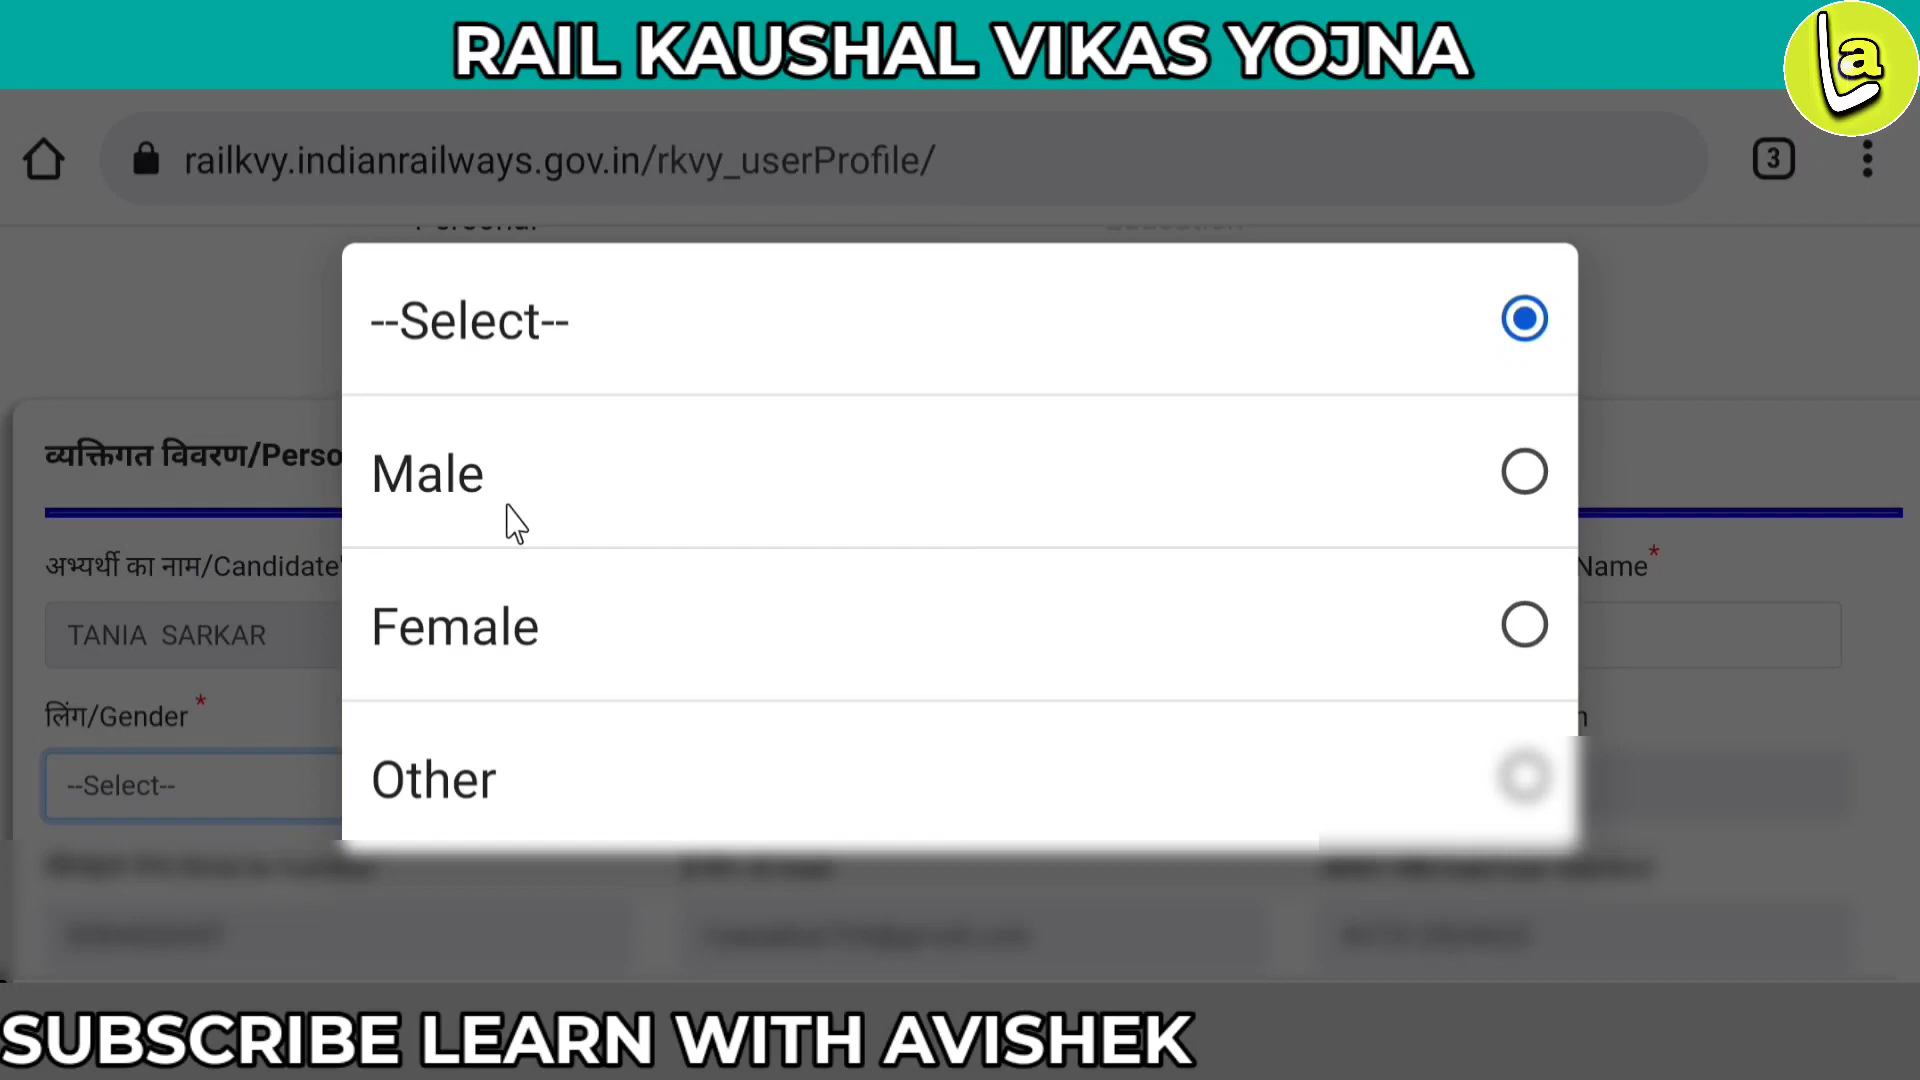 RAIL KAUSHAL VIKAS YOJNA
La
railkvy.indianrailways.gov.in/rkvy_userProfile/
3
--Select--
Male
व्यक्तिगत विवरण/Perso
अभ्यर्थी का नाम/Candidate'
Name*
Female
TANIA SARKAR
लिंग/Gender *
--Select--
Other
SUBSCRIBE LEARN WITH AVISHEK